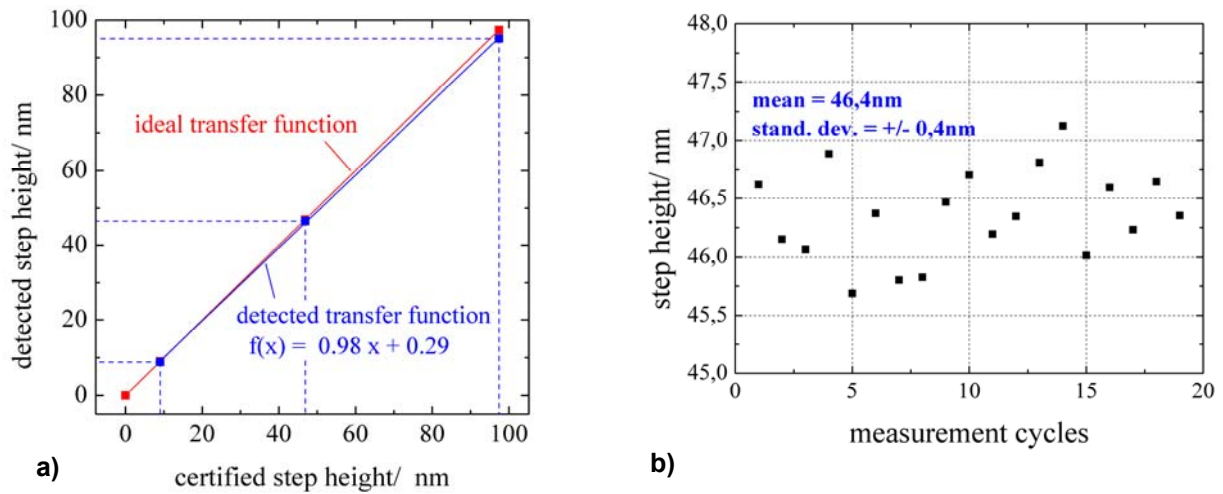 100
80
60
40
20
0
detected step height/ nm
ideal transfer function
detected transfer function
f(x) = 0.98 x + 0.29
0 20 40 60 80 100
certified step height/ nm
a)
48,0
47,5
47,0
46,5
46,0
45,5
45,0
step height/ nm
mean = 46,4nm
stand. dev. = +/- 0,4nm
0 5 10 15 20
measurement cycles
b)